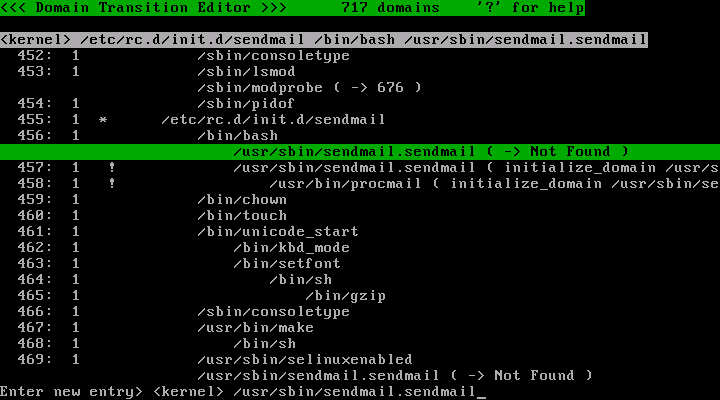 <<< Domain Transition Editor >>>      717 domains    '?' for help
<kernel> /etc/rc.d/init.d/sendmail /bin/bash /usr/sbin/sendmail.sendmail
452:  1             /sbin/consoletype
453:  1             /sbin/lsmod
/sbin/modprobe ( -> 676 )
454:  1             /sbin/pidof
455:  1  *      /etc/rc.d/init.d/sendmail
456:  1             /bin/bash
/usr/sbin/sendmail.sendmail ( -> Not Found )
457:  1   !             /usr/sbin/sendmail.sendmail ( initialize_domain /usr/s
458:  1   !                 /usr/bin/procmail ( initialize_domain /usr/sbin/se
459:  1             /bin/chown
460:  1             /bin/touch
461:  1             /bin/unicode_start
462:  1                 /bin/kbd_mode
463:  1                 /bin/setfont
464:  1                     /bin/sh
465:  1                         /bin/gzip
466:  1             /sbin/consoletype
467:  1             /usr/bin/make
468:  1                 /bin/sh
469:  1             /usr/sbin/selinuxenabled
/usr/sbin/sendmail.sendmail ( -> Not Found )
Enter new entry> <kernel> /usr/sbin/sendmail.sendmail_